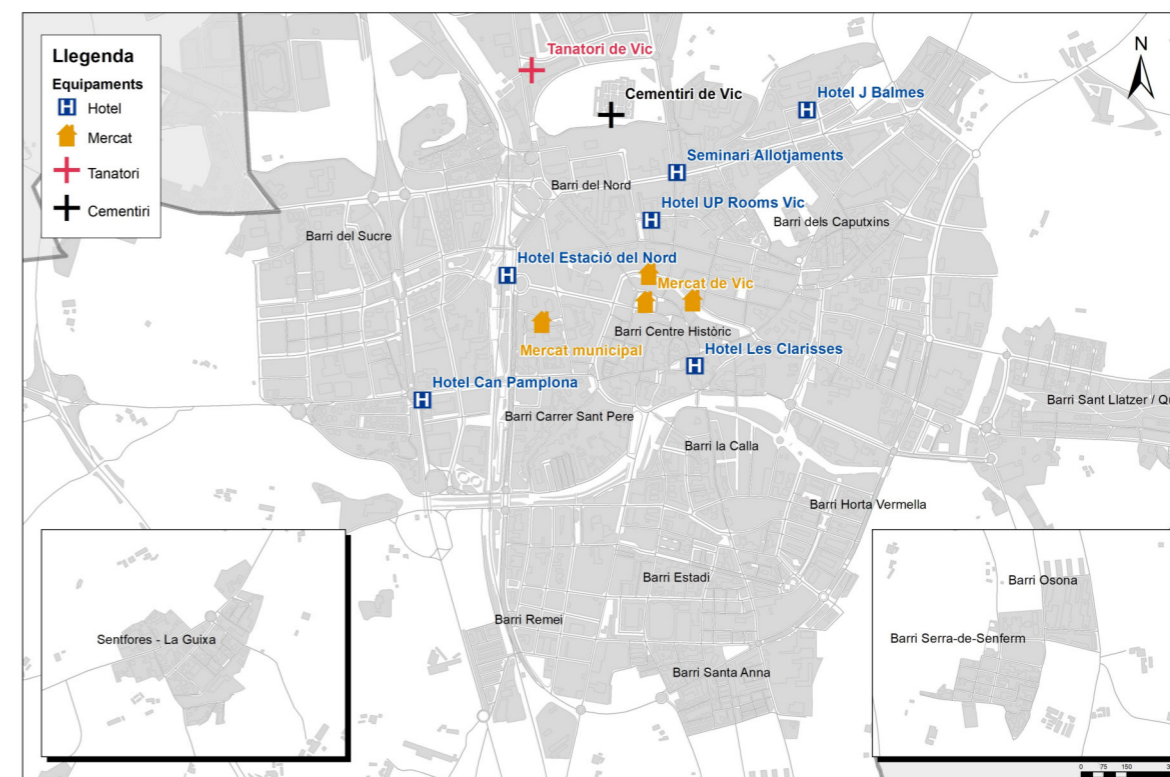 Llegenda
Equipaments
H Hotel
Mercat
Tanatori
Cementiri
Tanatori de Vic
Cementiri de Vic
N
H Hotel J Balmes
H Seminari Allotjaments
Barri del Nord
H Hotel UP Rooms Vic
Barri dels Caputxins
Barri del Sucre
H Hotel Estació del Nord
Mercat de Vic
Barri Centre Històric
Mercat municipal
H Hotel Les Clarisses
H Hotel Can Pamplona
Barri Sant Llatzer /
Barri Carrer Sant Pere
Barri la Calla
Barri Horta Vermella
Barri Estadi
Barri Osona
Barri Remei
Sentfores - La Guixa
Barri Serra-de-Senferm
Barri Santa Anna
0 75 150